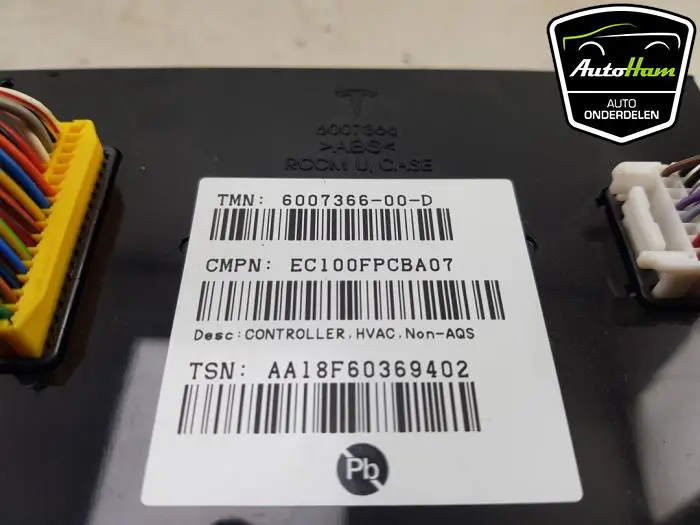 AutoHam
AUTO
ONDERDELEN
6007366
>ABS<
RCCM U, CASE
TMN: 6007366-00-D
CMPN: EC100FPCBA07
Desc:CONTROLLER,HVAC,Non-AQS
TSN: AA18F60369402
Pb